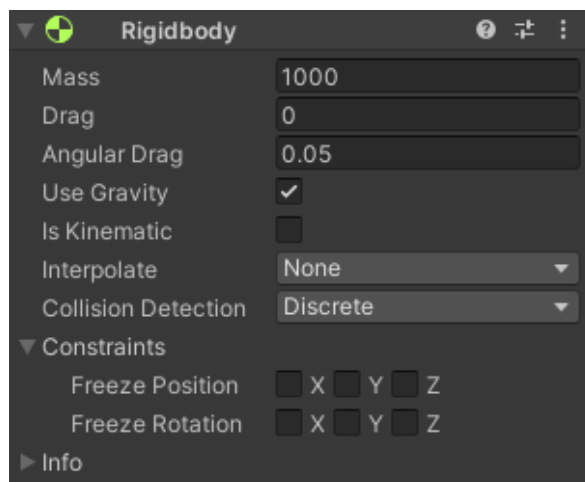 Rigidbody
Mass 1000
Drag 0
Angular Drag 0.05
Use Gravity
Is Kinematic
Interpolate None
Collision Detection Discrete
Constraints
Freeze Position X Y Z
Freeze Rotation X Y Z
Info